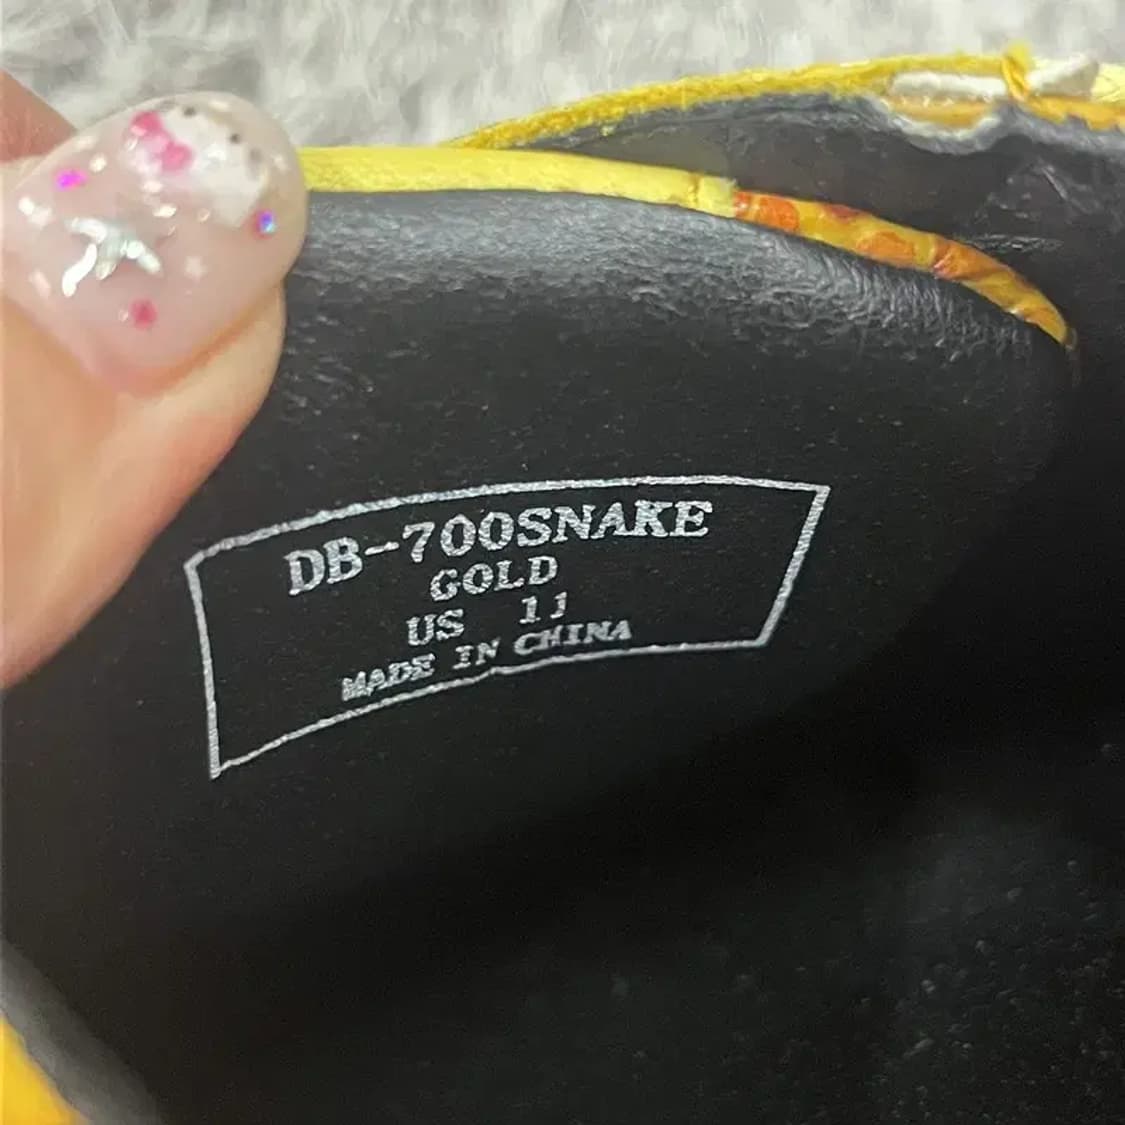 DB-700SNAKE
GOLD
US 11
MADE IN CHINA